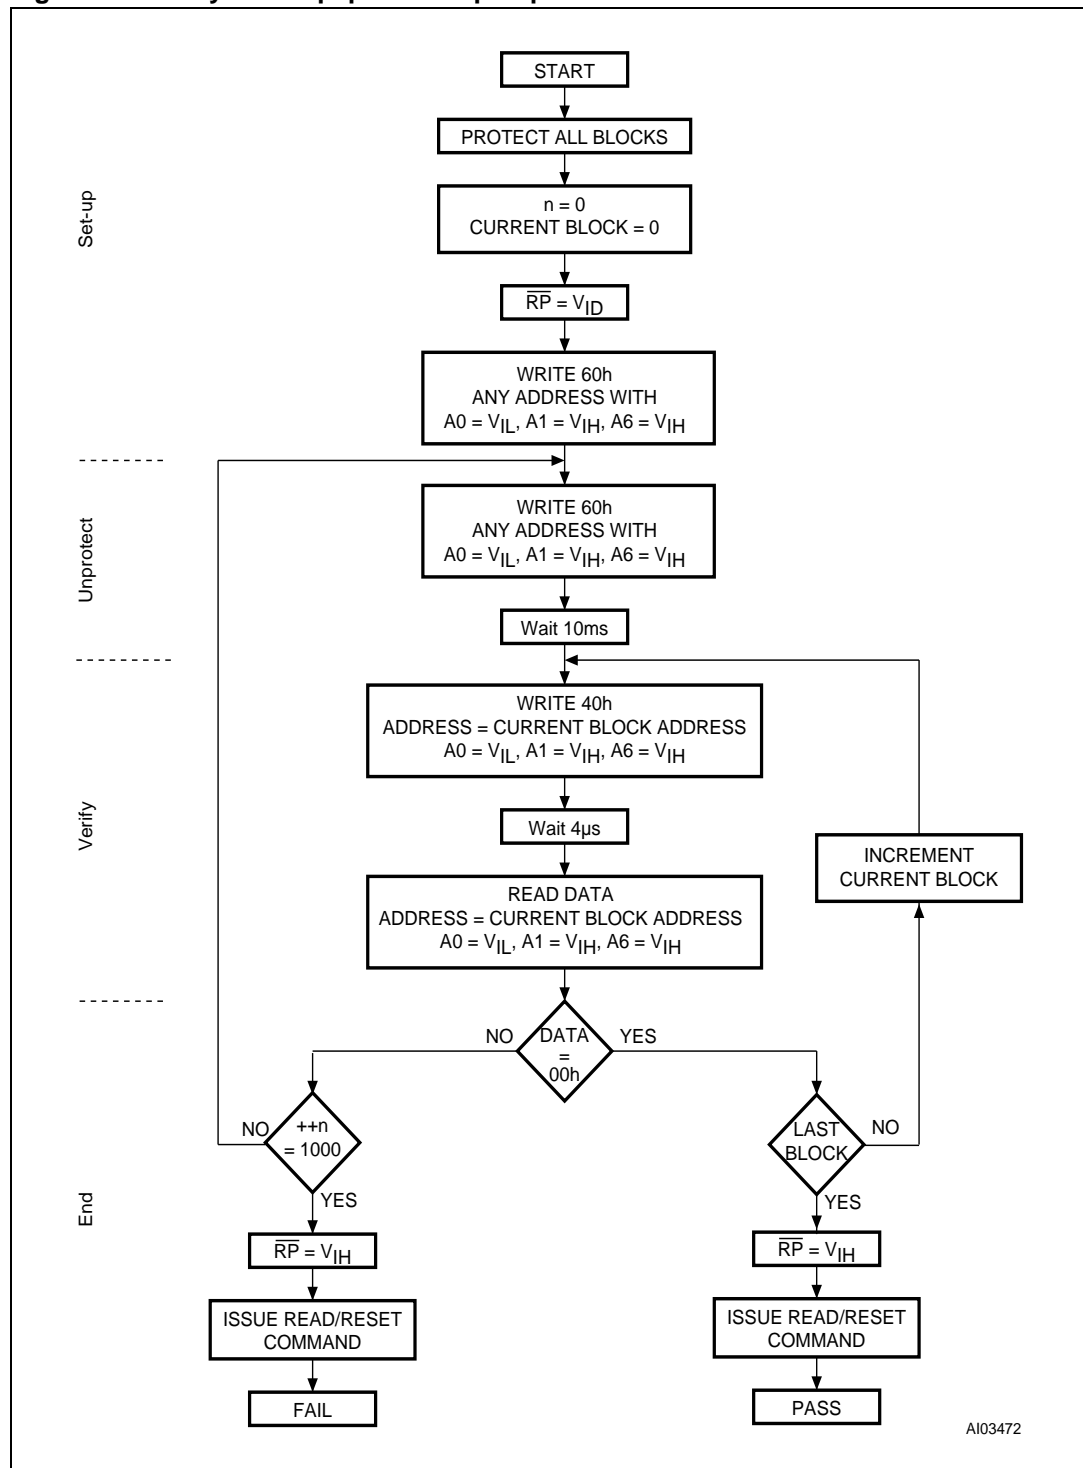 START
PROTECT ALL BLOCKS
n = 0
CURRENT BLOCK = 0
Set-up
RP = VID
WRITE 60h
ANY ADDRESS WITH
A0 = VIL, A1 = VIH, A6 = VIH
WRITE 60h
ANY ADDRESS WITH
A0 = VIL, A1 = VIH, A6 = VIH
Unprotect
Wait 10ms
WRITE 40h
ADDRESS = CURRENT BLOCK ADDRESS
A0 = VIL, A1 = VIH, A6 = VIH
Verify
Wait 4µs
INCREMENT
CURRENT BLOCK
READ DATA
ADDRESS = CURRENT BLOCK ADDRESS
A0 = VIL, A1 = VIH, A6 = VIH
NO
DATA
=
00h
YES
NO
++n
= 1000
YES
LAST
BLOCK
NO
YES
End
RP = VIH
RP = VIH
ISSUE READ/RESET
COMMAND
ISSUE READ/RESET
COMMAND
FAIL
PASS
AI03472